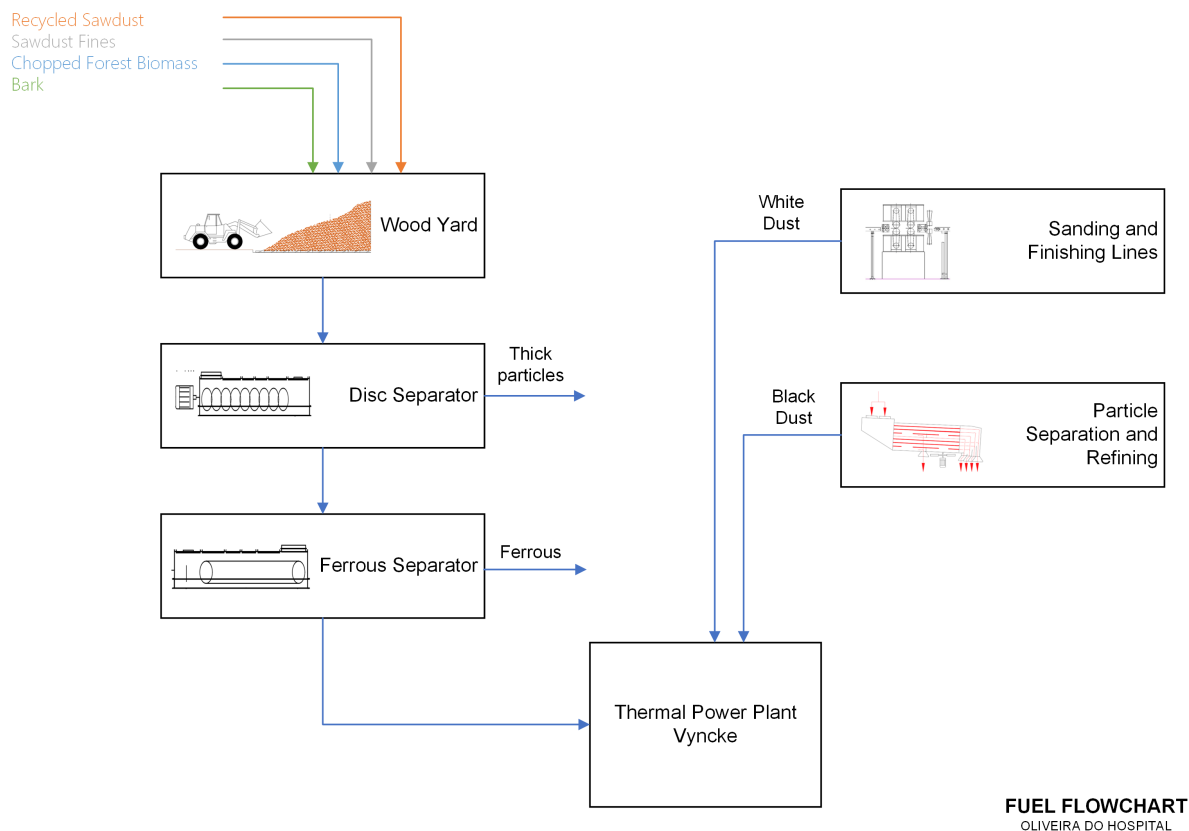 Recycled Sawdust
Sawdust Fines
Chopped Forest Biomass
Bark
Wood Yard
White
Dust
Sanding and
Finishing Lines
Disc Separator
Thick
particles
Black
Dust
Particle
Separation and
Refining
Ferrous Separator
Ferrous
Thermal Power Plant
Vyncke
FUEL FLOWCHART
OLIVEIRA DO HOSPITAL